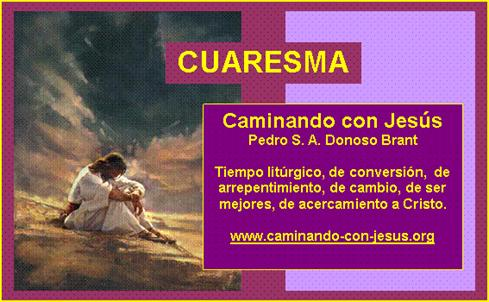 CUARESMA
Caminando con Jesús
Pedro S. A. Donoso Brant
Tiempo litúrgico, de conversión, de
arrepentimiento, de cambio, de ser
mejores, de acercamiento a Cristo.
www.caminando-con-jesus.org